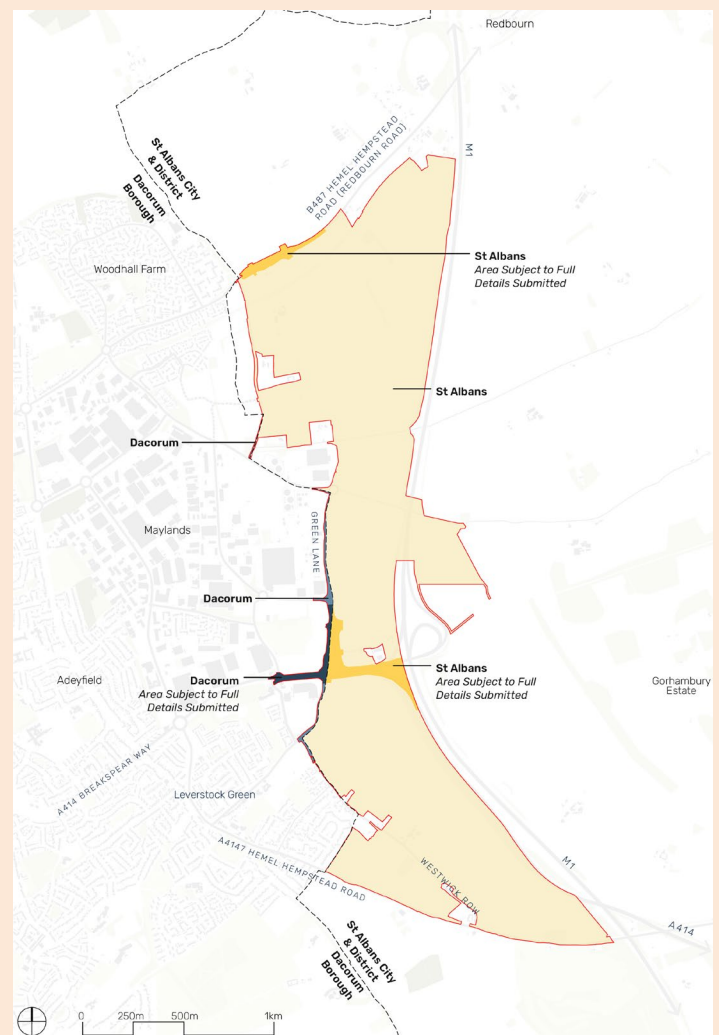 Redbourn
M1
B487 HEMEL HEMPSTEAD
ROAD (REDBOURN ROAD)
St Albans City
& District
Dacorum
Borough
Woodhall Farm
St Albans
Area Subject to Full
Details Submitted
St Albans
Dacorum
Maylands
GREEN LANE
Dacorum
Adeyfield
Dacorum
Area Subject to Full
Details Submitted
St Albans
Area Subject to Full
Details Submitted
Gorhambury
Estate
A414 BREAKSPEAR WAY
Leverstock Green
A4147 HEMEL HEMPSTEAD ROAD
WESTWICK ROW
M1
A414
St Albans City
& District
Dacorum
Borough
0 250m 500m 1km